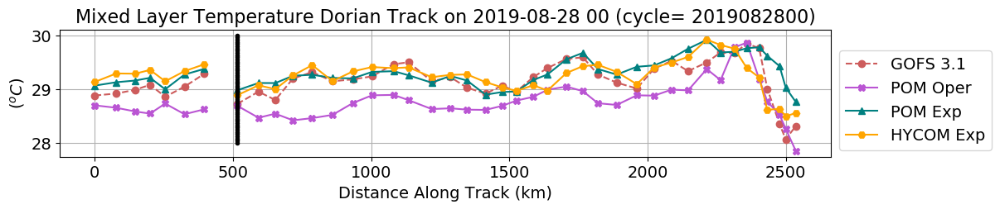 Mixed Layer Temperature Dorian Track on 2019-08-28 00 (cycle= 2019082800)
30
29
28
(°C)
0 500 1000 1500 2000 2500
Distance Along Track (km)
GOFS 3.1
POM Oper
POM Exp
HYCOM Exp